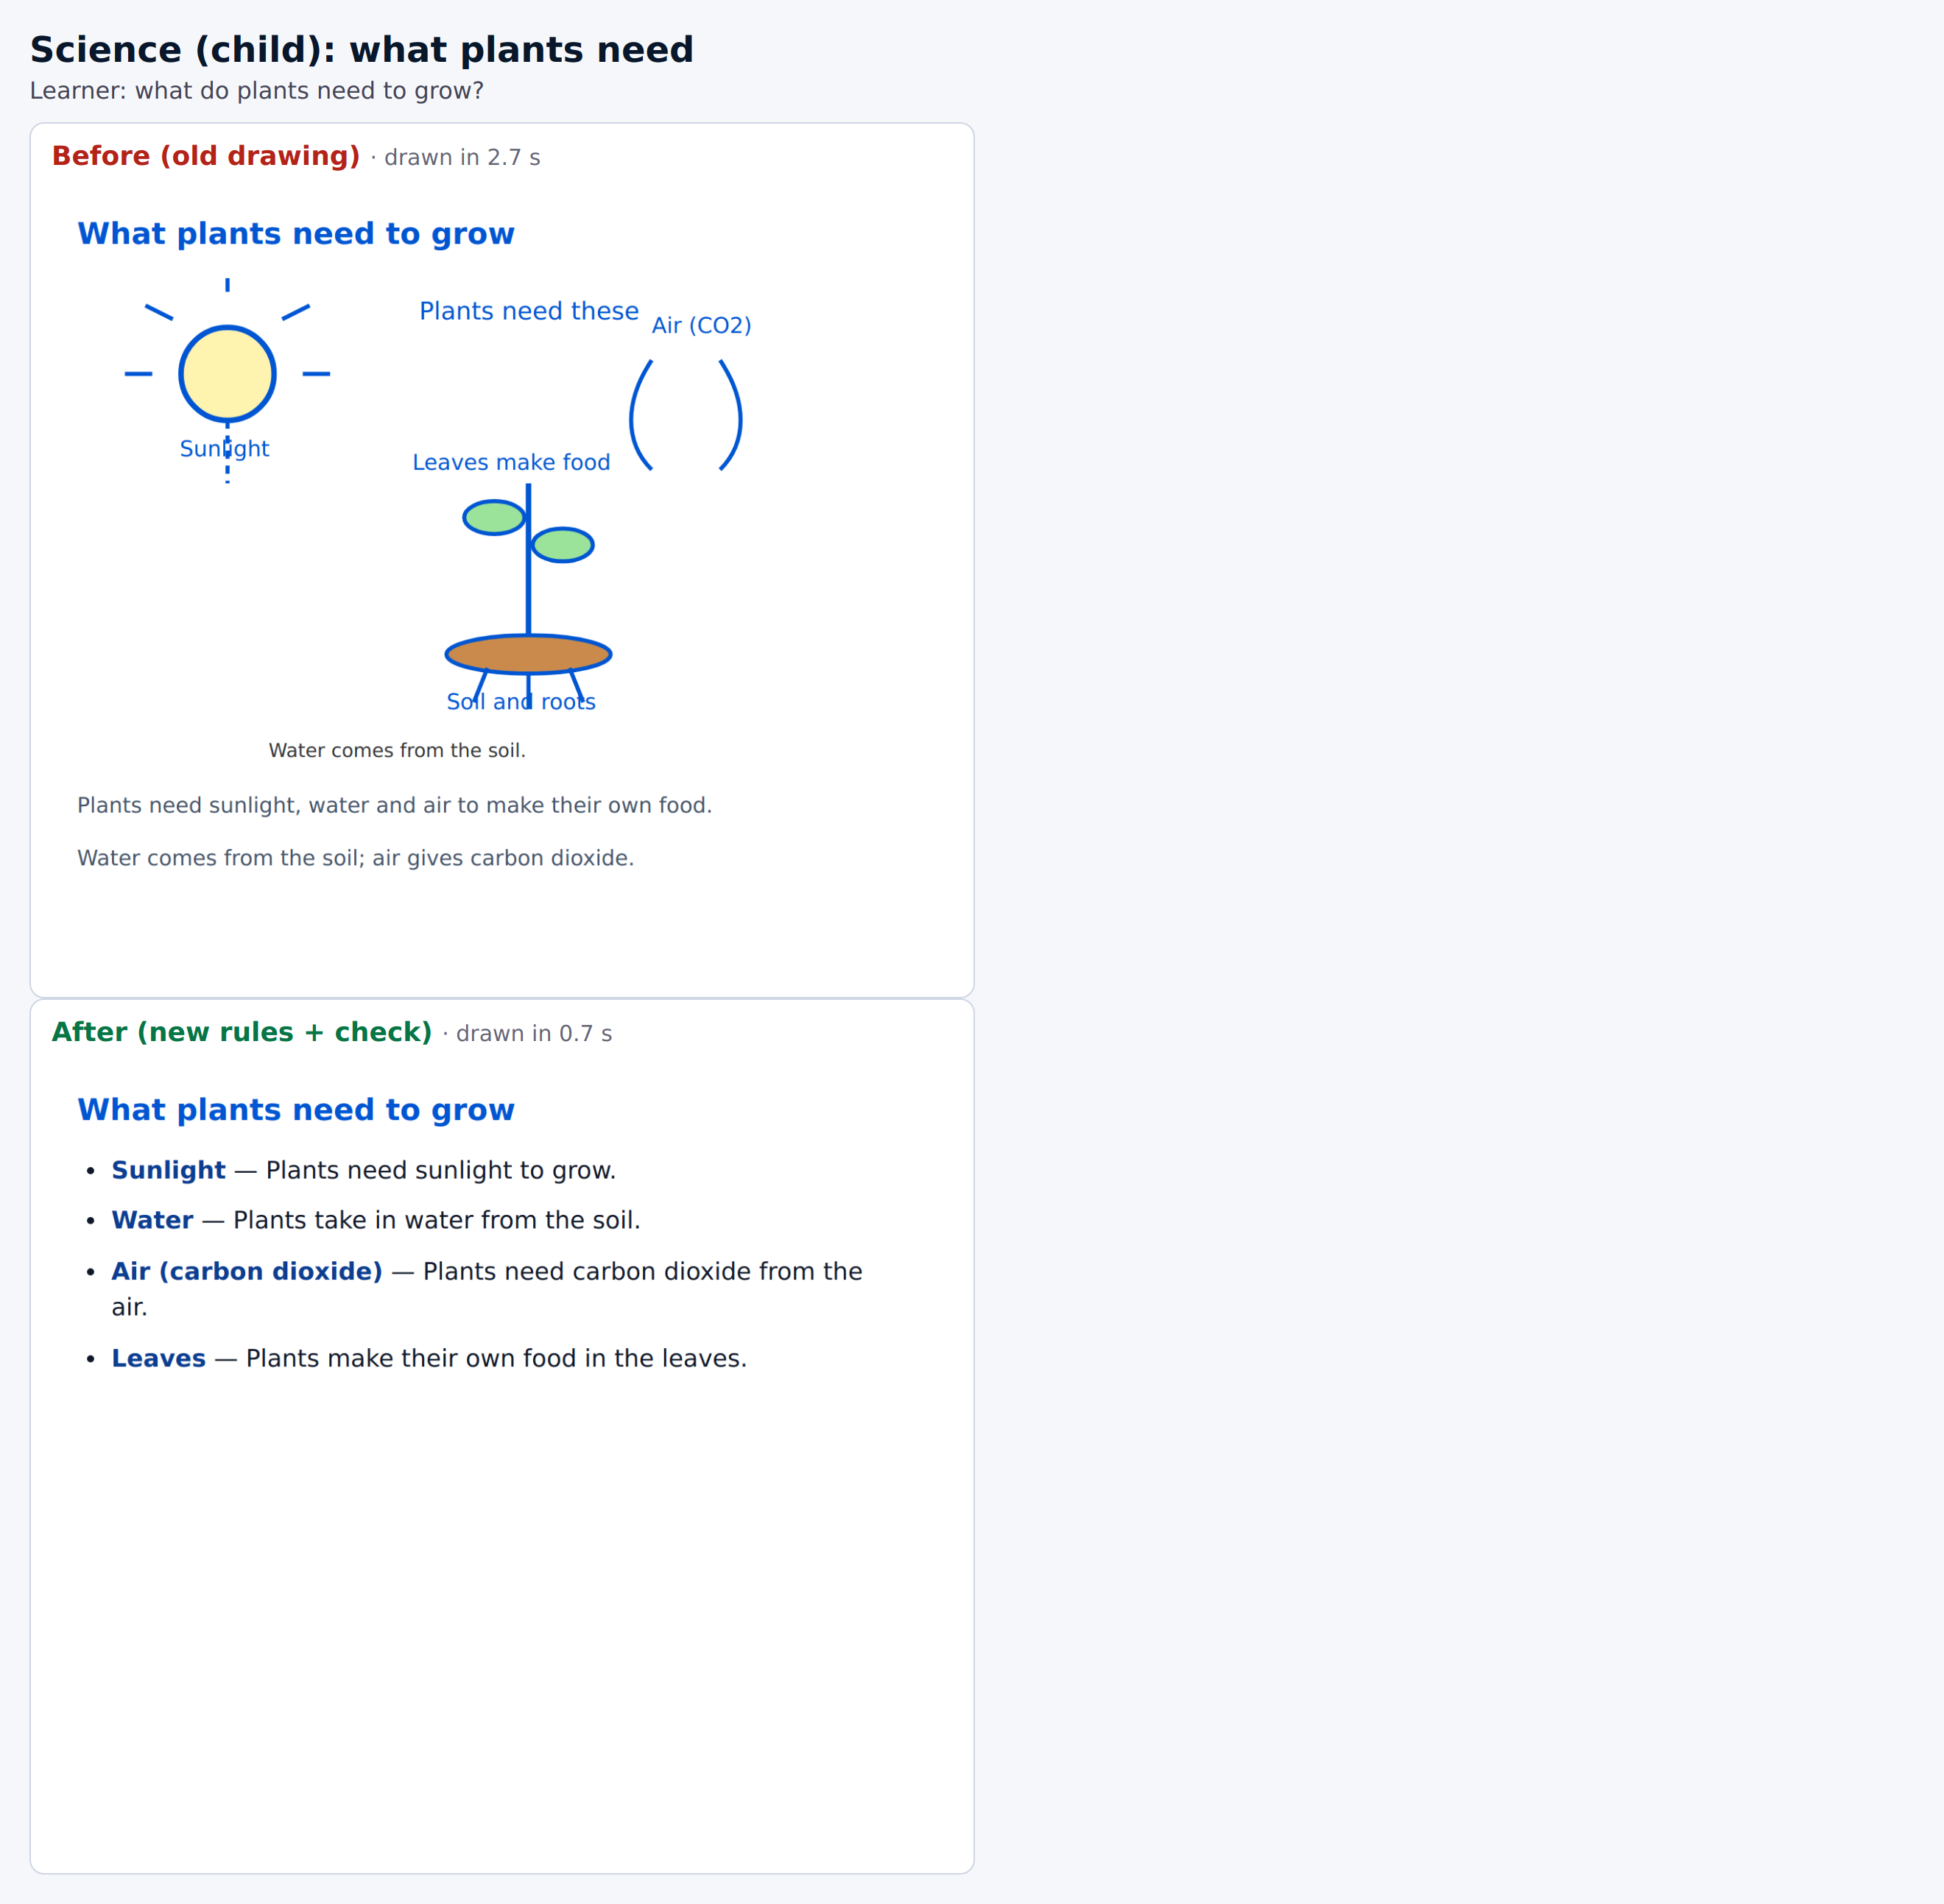 Science (child): what plants need
Learner: what do plants need to grow?
Before (old drawing) · drawn in 2.7 s
What plants need to grow
Plants need these
Air (CO2)
Sunlight
Leaves make food
Soil and roots
Water comes from the soil.
Plants need sunlight, water and air to make their own food.
Water comes from the soil; air gives carbon dioxide.
After (new rules + check) · drawn in 0.7 s
What plants need to grow
• Sunlight — Plants need sunlight to grow.
• Water — Plants take in water from the soil.
• Air (carbon dioxide) — Plants need carbon dioxide from the
air.
• Leaves — Plants make their own food in the leaves.